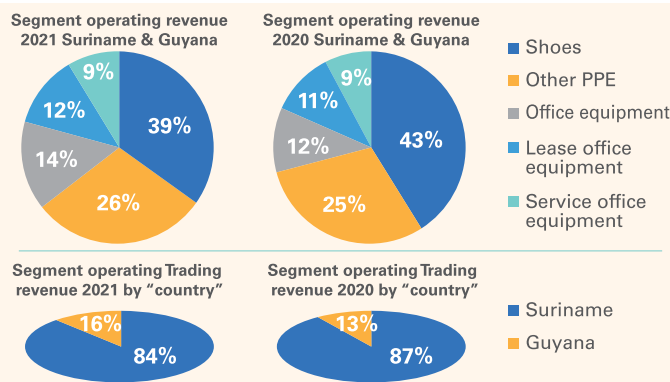 Segment operating revenue
2021 Suriname & Guyana
9%
12%
39%
14%
26%
Segment operating revenue
2020 Suriname & Guyana
9%
11%
43%
12%
25%
Shoes
Other PPE
Office equipment
Lease office
equipment
Service office
equipment
Segment operating Trading
revenue 2021 by “country”
16%
84%
Segment operating Trading
revenue 2020 by “country”
13%
87%
Suriname
Guyana